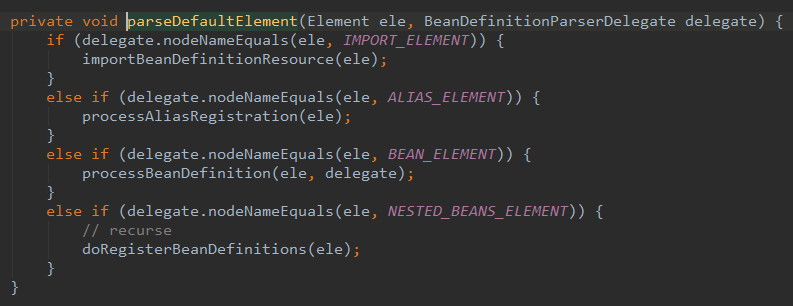 private void parseDefaultElement(Element ele, BeanDefinitionParserDelegate delegate) {
    if (delegate.nodeNameEquals(ele, IMPORT_ELEMENT)) {
        importBeanDefinitionResource(ele);
    }
    else if (delegate.nodeNameEquals(ele, ALIAS_ELEMENT)) {
        processAliasRegistration(ele);
    }
    else if (delegate.nodeNameEquals(ele, BEAN_ELEMENT)) {
        processBeanDefinition(ele, delegate);
    }
    else if (delegate.nodeNameEquals(ele, NESTED_BEANS_ELEMENT)) {
        // recurse
        doRegisterBeanDefinitions(ele);
    }
}